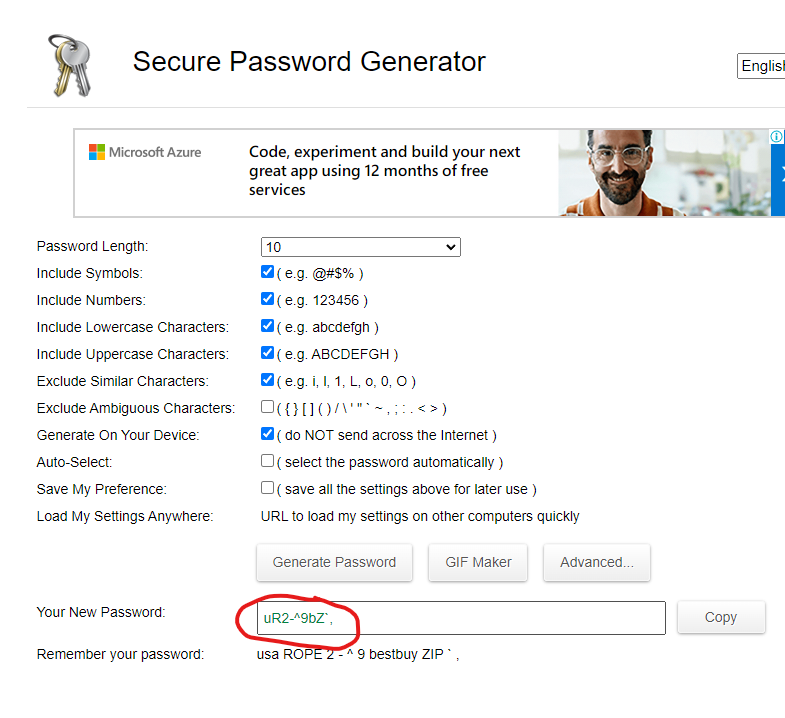 Secure Password Generator
English
Microsoft Azure
Code, experiment and build your next
great app using 12 months of free
services
Password Length: 10
Include Symbols: ( e.g. @#$% )
Include Numbers: ( e.g. 123456 )
Include Lowercase Characters: ( e.g. abcdefgh )
Include Uppercase Characters: ( e.g. ABCDEFGH )
Exclude Similar Characters: ( e.g. i, l, 1, L, o, 0, O )
Exclude Ambiguous Characters: ( { } [ ] ( ) / \ ' " ` ~ , ; : . < > )
Generate On Your Device: ( do NOT send across the Internet )
Auto-Select: ( select the password automatically )
Save My Preference: ( save all the settings above for later use )
Load My Settings Anywhere: URL to load my settings on other computers quickly
Generate Password GIF Maker Advanced...
Your New Password: uR2-^9bZ`, Copy
Remember your password: usa ROPE 2 - ^ 9 bestbuy ZIP ` ,